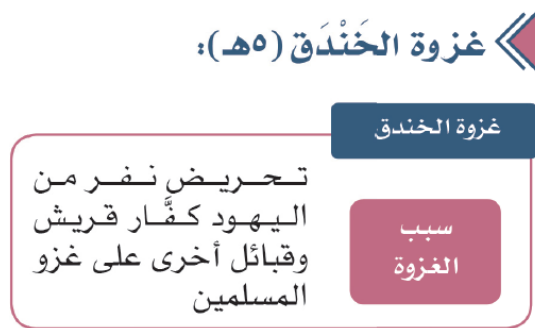 غزوة الخَنْدَق (٥هـ):
غزوة الخندق
سبب
الغزوة
تحريض نفر من
اليهود كفَّار قريش
وقبائل أخرى على غزو
المسلمين